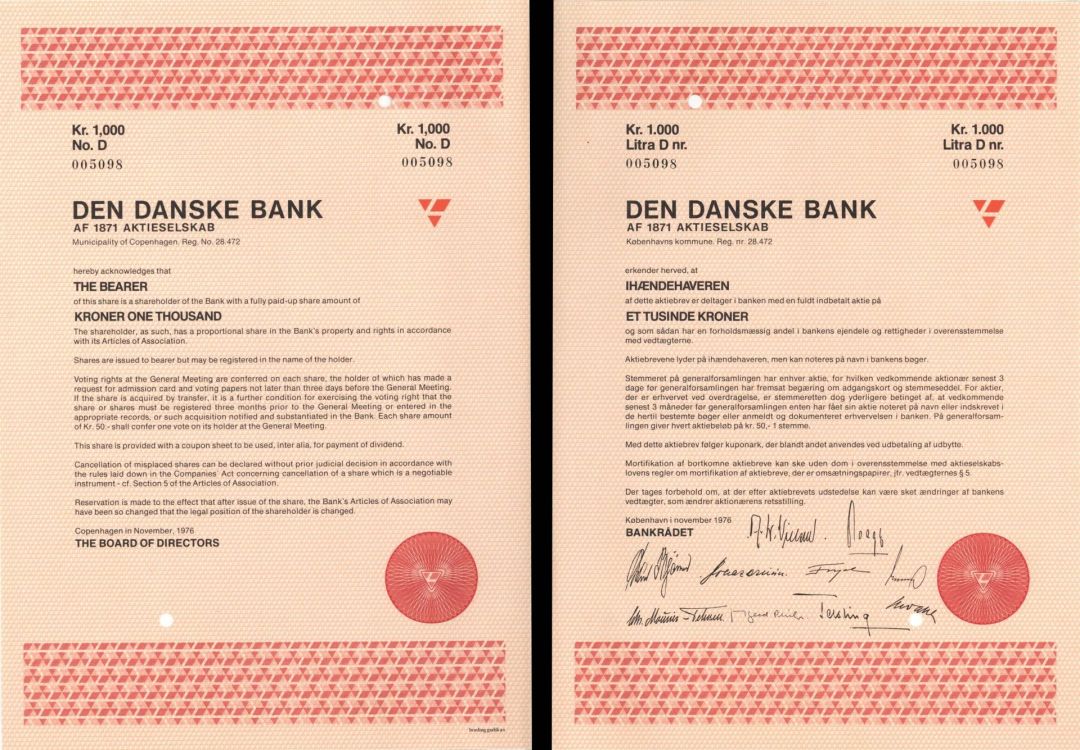 Kr. 1,000
No. D
005098
Kr. 1,000
No. D
005098
DEN DANSKE BANK
AF 1871 AKTIESELSKAB
Municipality of Copenhagen. Reg. No. 28.472
hereby acknowledges that
THE BEARER
of this share is a shareholder of the Bank with a fully paid-up share amount of
KRONER ONE THOUSAND
The shareholder, as such, has a proportional share in the Bank's property and rights in accordance
with its Articles of Association.
Shares are issued to bearer but may be registered in the name of the holder.
Voting rights at the General Meeting are conferred on each share, the holder of which has made a
request for admission card and voting papers not later than three days before the General Meeting.
If the share is acquired by transfer, it is a further condition for exercising the voting right that the
share or shares must be registered three months prior to the General Meeting or entered in the
appropriate records, or such acquisition notified and substantiated in the Bank. Each share amount
of Kr. 50,- shall confer one vote on its holder at the General Meeting.
This share is provided with a coupon sheet to be used, inter alia, for payment of dividend.
Cancellation of misplaced shares can be declared without prior judicial decision in accordance with
the rules laid down in the Companies' Act concerning cancellation of a share which is a negotiable
instrument - cf. Section 5 of the Articles of Association.
Reservation is made to the effect that after issue of the share, the Bank's Articles of Association may
have been so changed that the legal position of the shareholder is changed.
Copenhagen in November, 1976
THE BOARD OF DIRECTORS
Kr. 1.000
Litra D nr.
005098
Kr. 1.000
Litra D nr.
005098
DEN DANSKE BANK
AF 1871 AKTIESELSKAB
Københavns kommune. Reg. nr. 28.472
erkender herved, at
IHÆNDEHAVEREN
af dette aktiebrev er deltager i banken med en fuldt indbetalt aktie på
ET TUSINDE KRONER
og som sådan har en forholdsmæssig andel i bankens ejendele og rettigheder i overensstemmelse
med vedtægterne.
Aktiebrevene lyder på ihændehaveren, men kan noteres på navn i bankens bøger.
Stemmeret på generalforsamlingen har enhver aktie, for hvilken vedkommende aktionær senest 3
dage før generalforsamlingen har fremsat begæring om adgangskort og stemmeseddel. For aktier,
der er erhvervet ved overdragelse, er stemmeretten dog yderligere betinget af, at vedkommende
senest 3 måneder før generalforsamlingen enten har fået sin aktie noteret på navn eller indskrevet i
de hertil bestemte bøger eller anmeldt og dokumenteret erhvervelsen i banken. På generalforsam-
lingen giver hvert aktiebeløb på kr. 50,- 1 stemme.
Med dette aktiebrev følger kuponark, der blandt andet anvendes ved udbetaling af udbytte.
Mortifikation af bortkomne aktiebreve kan ske uden dom i overensstemmelse med aktieselskabs-
lovens regler om mortifikation af aktiebreve, der er omsætningspapirer, jfr. vedtægternes § 5.
Der tages forbehold om, at der efter aktiebrevets udstedelse kan være sket ændringer af bankens
vedtægter, som ændrer aktionærens retsstilling.
København i november 1976
BANKRÅDET